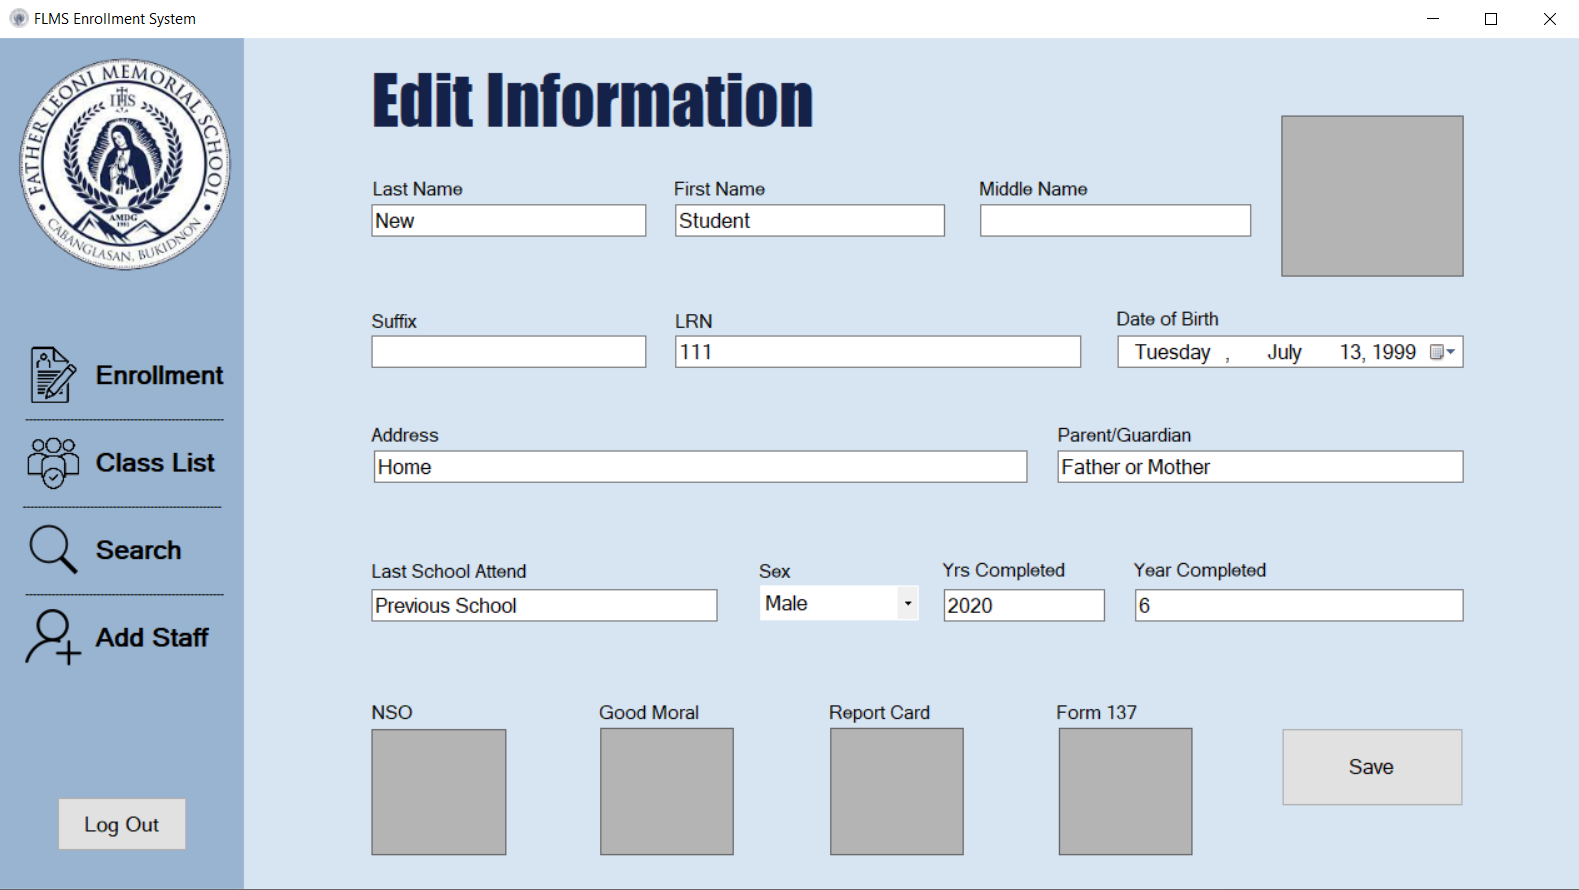 FLMS Enrollment System
FATHER LEONI MEMORIAL SCHOOL
IHS
AMDG
1981
CABANGLASAN, BUKIDNON
Enrollment
Class List
Search
Add Staff
Log Out
Edit Information
Last Name
First Name
Middle Name
New
Student
Suffix
LRN
Date of Birth
111
Tuesday , July 13, 1999
Address
Parent/Guardian
Home
Father or Mother
Last School Attend
Sex
Yrs Completed
Year Completed
Previous School
Male
2020
6
NSO
Good Moral
Report Card
Form 137
Save